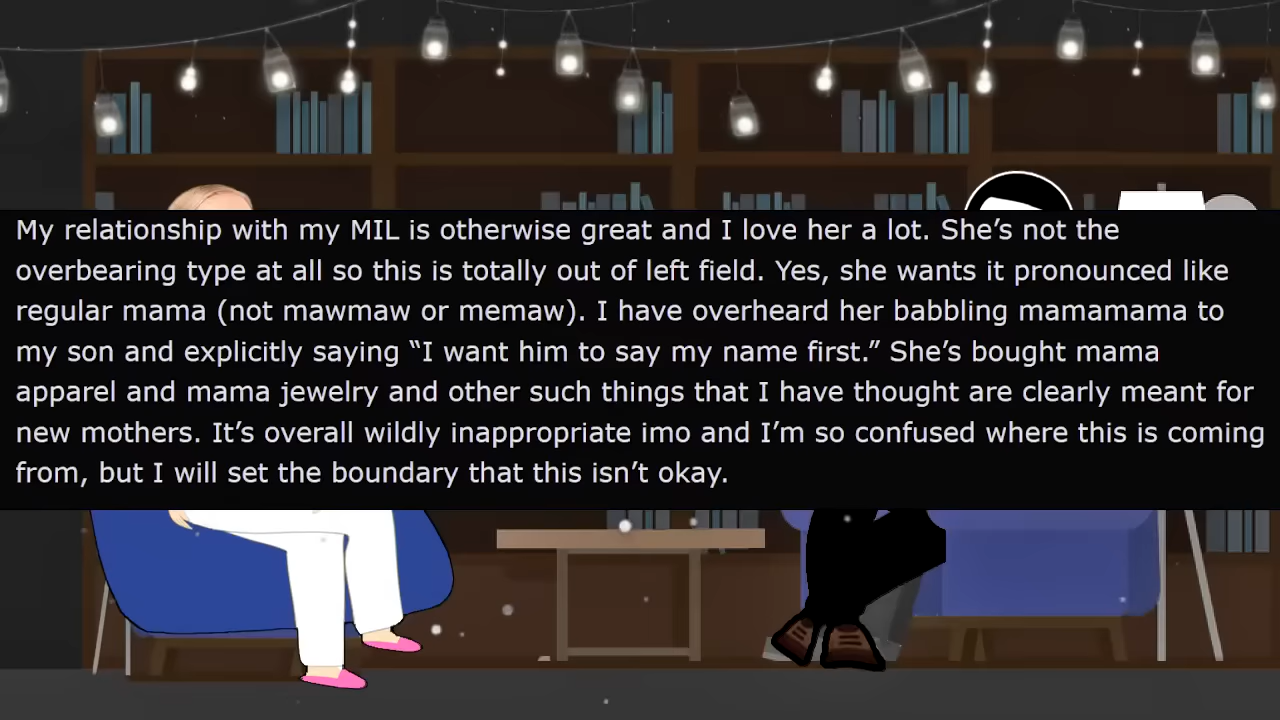 My relationship with my MIL is otherwise great and I love her a lot. She’s not the
overbearing type at all so this is totally out of left field. Yes, she wants it pronounced like
regular mama (not mawmaw or memaw). I have overheard her babbling mamamama to
my son and explicitly saying “I want him to say my name first.” She’s bought mama
apparel and mama jewelry and other such things that I have thought are clearly meant for
new mothers. It’s overall wildly inappropriate imo and I’m so confused where this is coming
from, but I will set the boundary that this isn’t okay.